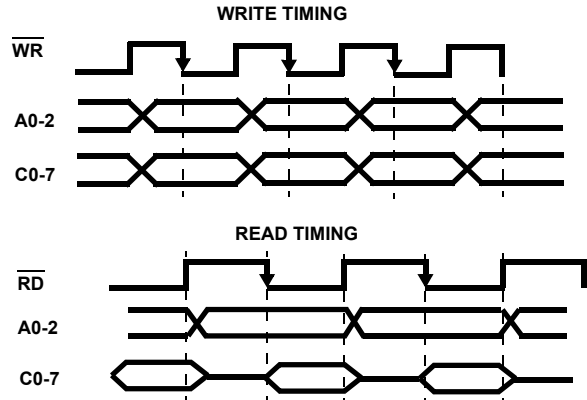 WRITE TIMING
WR
A0-2
C0-7
READ TIMING
RD
A0-2
C0-7